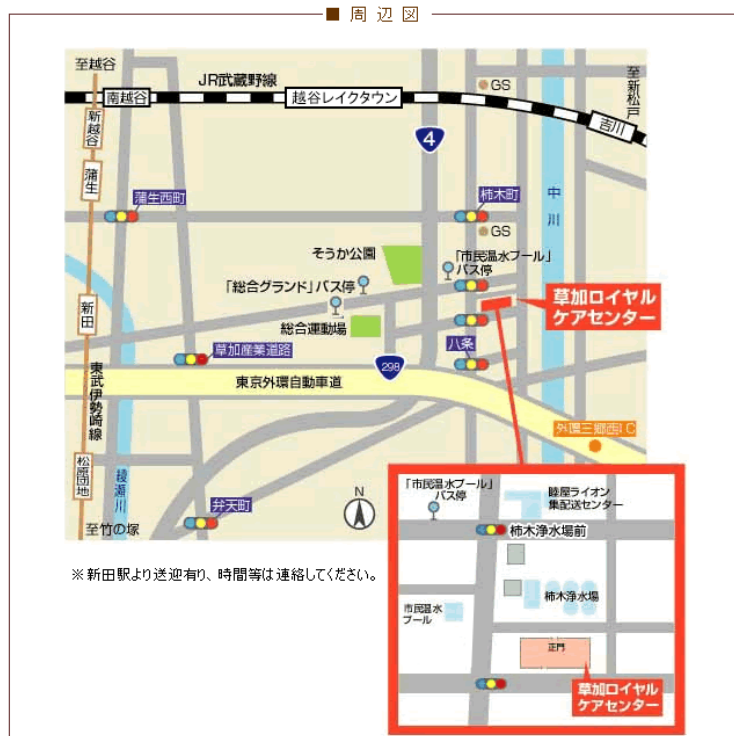 ■ 周辺図
至越谷
JR武蔵野線
南越谷
越谷レイクタウン
GS
至新松戸
吉川
新越谷
蒲生
4
蒲生西町
柿木町
中川
GS
そうか公園
「市民温水プール」
バス停
「総合グランド」バス停
草加ロイヤル
ケアセンター
新田
総合運動場
八条
草加産業道路
298
東京外環自動車道
東武伊勢崎線
外環三郷西IC
松原団地
綾瀬川
弁天町
N
至竹の塚
※新田駅より送迎有り、時間等は連絡してください。
「市民温水プール」
バス停
睦屋ライオン
集配送センター
柿木浄水場前
柿木浄水場
市民温水
プール
正門
草加ロイヤル
ケアセンター